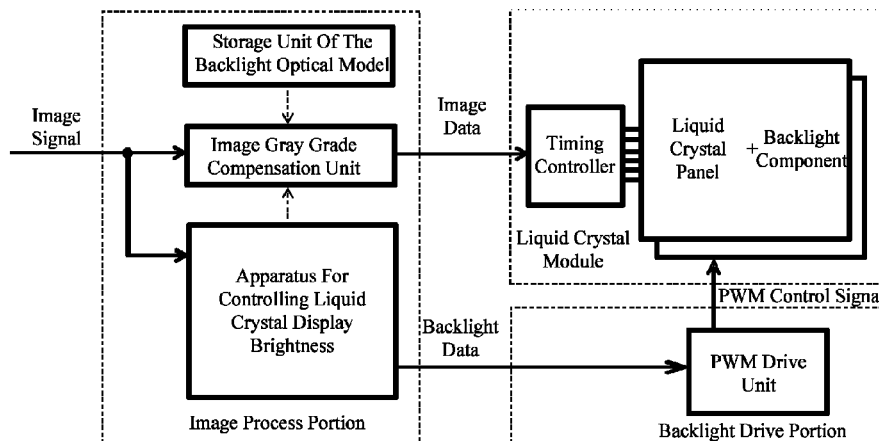 Storage Unit Of The
Backlight Optical Model
Image
Signal
Image Gray Grade
Compensation Unit
Apparatus For
Controlling Liquid
Crystal Display
Brightness
Image Process Portion
Image
Data
Backlight
Data
Timing
Controller
Liquid
Crystal
Panel
+ Backlight
Component
Liquid Crystal
Module
PWM Control Signal
PWM Drive
Unit
Backlight Drive Portion